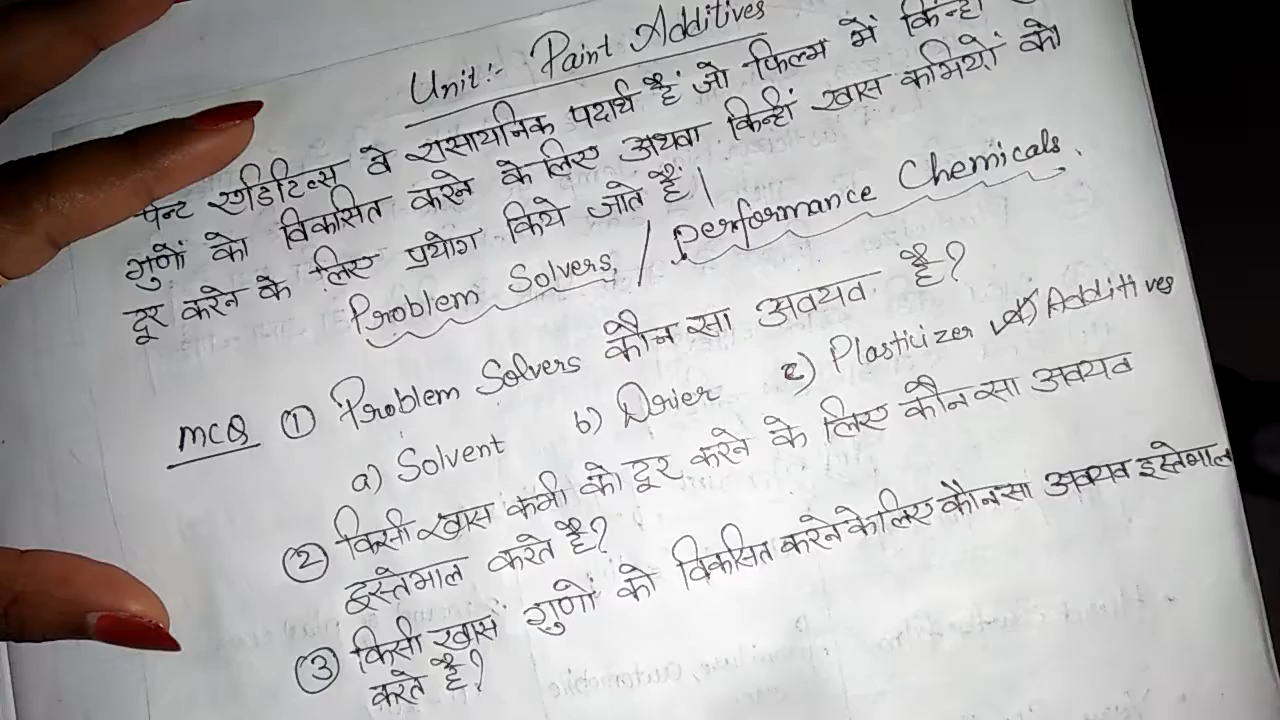 Unit:- Paint Additives
पेन्ट एडिटिव्स वे रासायनिक पदार्थ हैं जो फिल्म में किन्ही
गुणों को विकसित करने के लिए अथवा किन्हीं खास कमियों को
दूर करने के लिए प्रयोग किये जाते हैं|
Problem Solvers / performance Chemicals.
MCQ ① Problem Solvers कौन सा अवयव है?
a) Solvent b) Drier c) Plasticizer d) Additives
② किसी खास कमी को दूर करने के लिए कौन सा अवयव
इस्तेमाल करते है?
③ किसी खास गुणों को विकसित करने के लिए कौन सा अवयव इस्तेमाल
करते है?